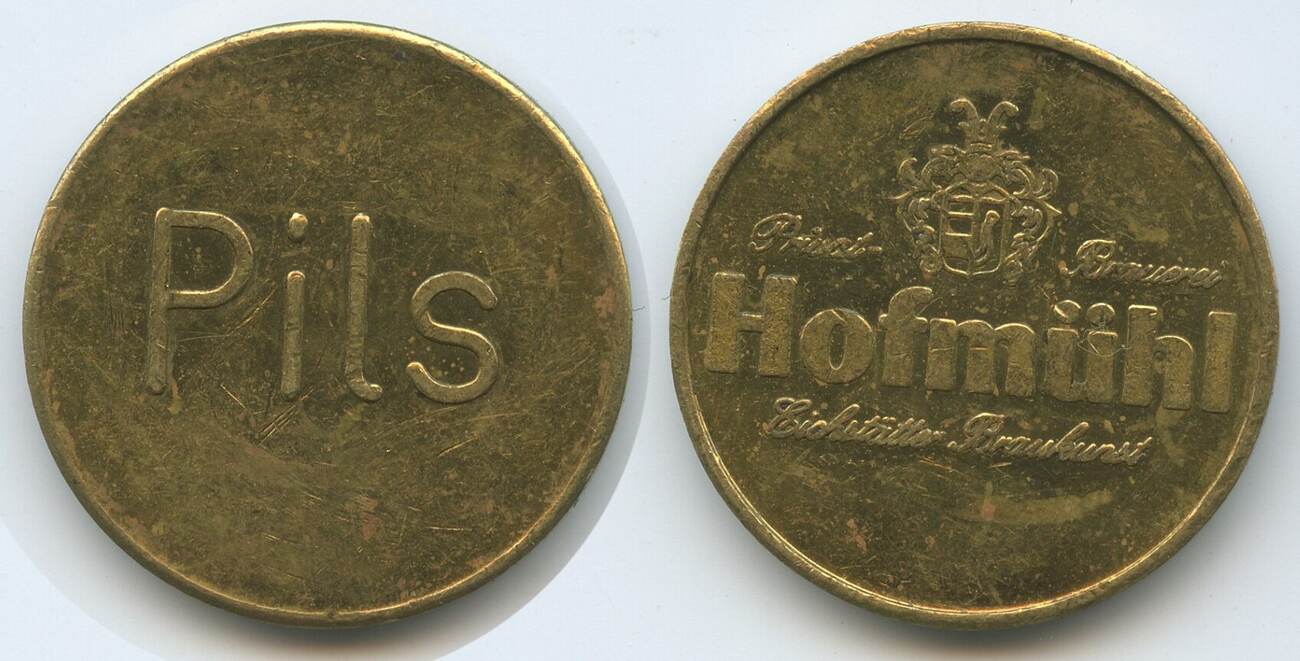 Pils
Privat- Brauerei
Hofmühl
Eichstätter Braukunst